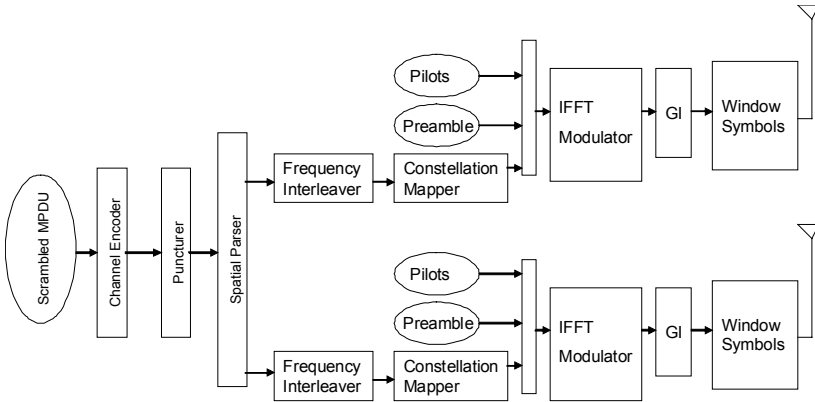 Scrambled MPDU
Channel Encoder
Puncturer
Spatial Parser
Pilots
Preamble
Frequency
Interleaver
Constellation
Mapper
IFFT
Modulator
GI
Window
Symbols
Pilots
Preamble
Frequency
Interleaver
Constellation
Mapper
IFFT
Modulator
GI
Window
Symbols